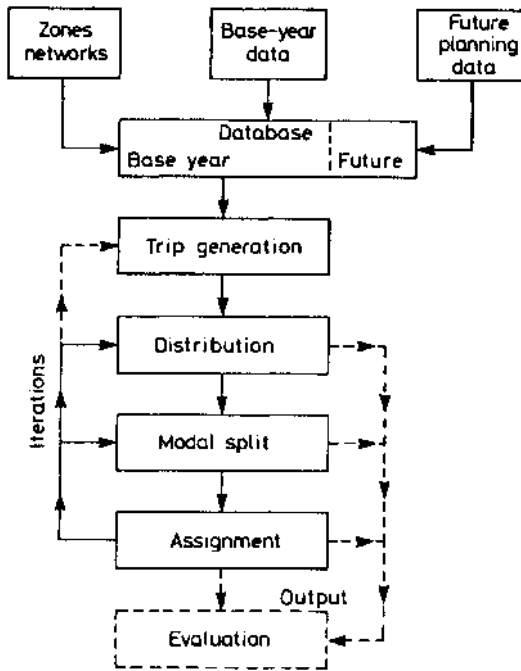 Zones
networks
Base-year
data
Future
planning
data
Database
Base year
Future
Trip generation
Distribution
Iterations
Modal split
Assignment
Output
Evaluation